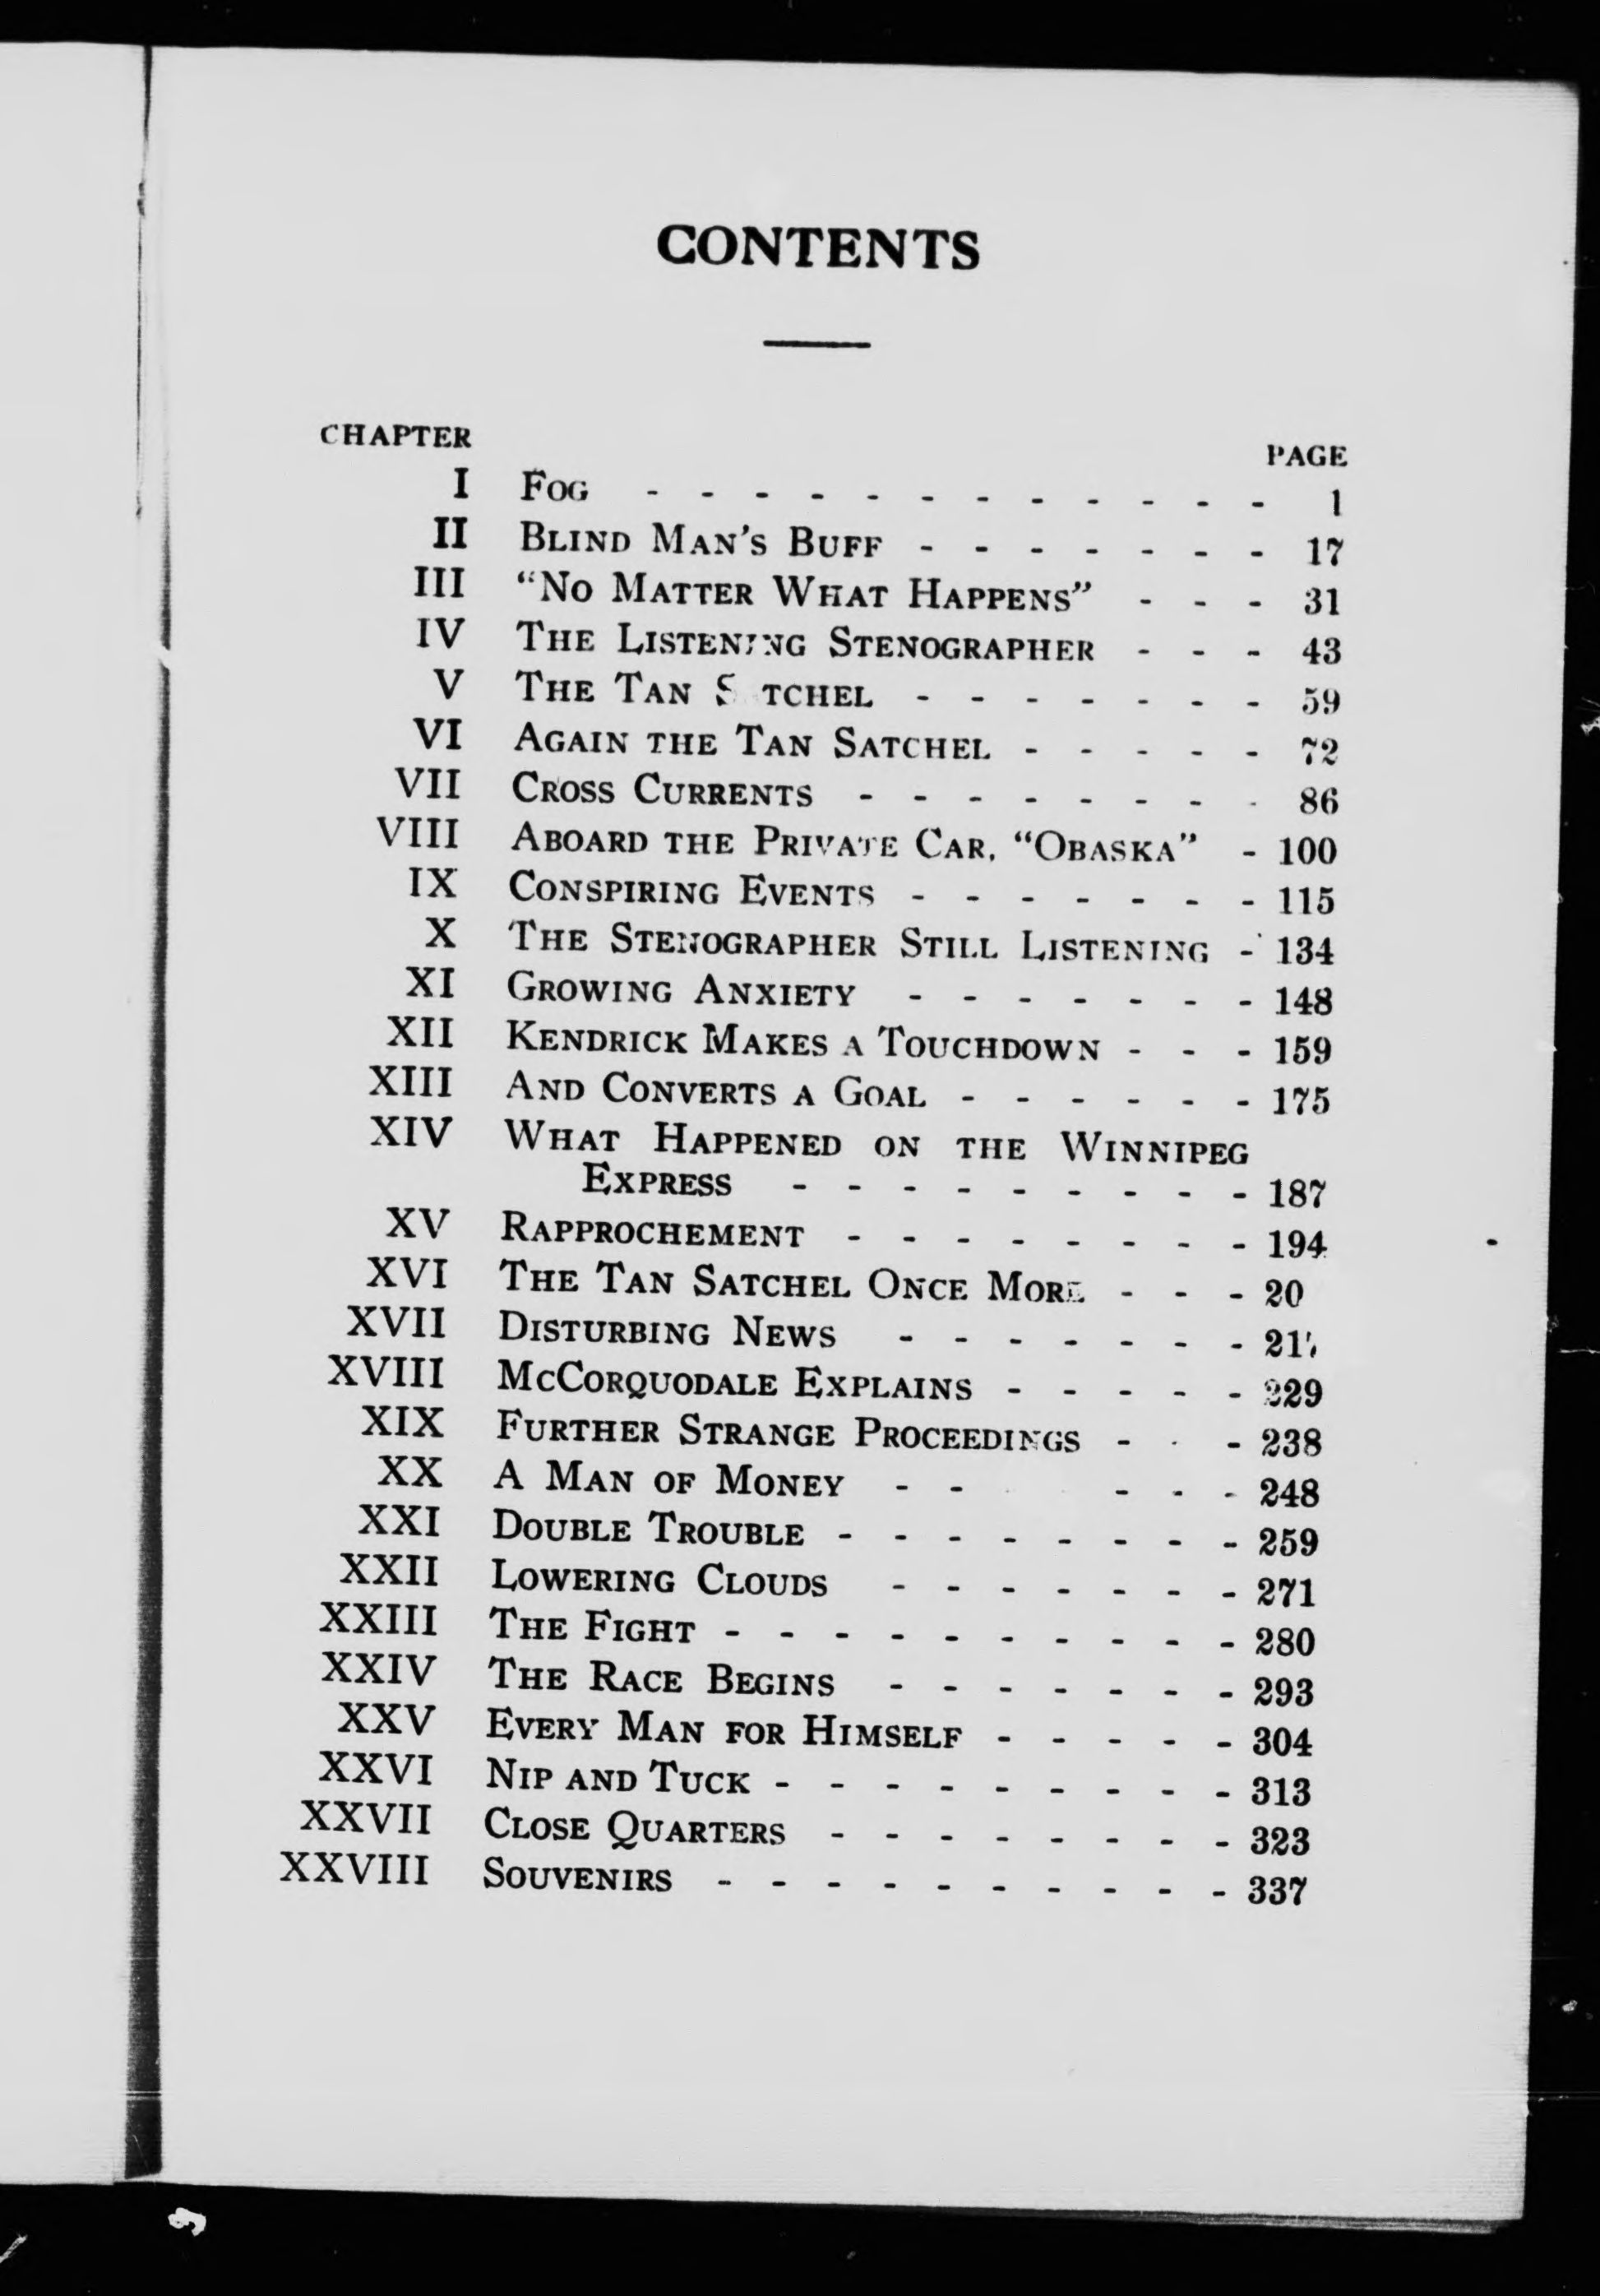 CONTENTS
CHAPTER PAGE
I FOG - - - - - - - - - - - - 1
II BLIND MAN'S BUFF - - - - - - - 17
III “NO MATTER WHAT HAPPENS” - - - 31
IV THE LISTENING STENOGRAPHER - - - 43
V THE TAN - - - - - - - 59
VI AGAIN THE TAN SATCHEL - - - - - 72
VII CROSS CURRENTS - - - - - - - - 86
VIII ABOARD THE PRIVATE CAR, “OBASKA” - 100
IX CONSPIRING EVENTS - - - - - - - 115
X THE STENOGRAPHER STILL LISTENING - 134
XI GROWING ANXIETY - - - - - - - 148
XII KENDRICK MAKES A TOUCHDOWN - - - 159
XIII AND CONVERTS A GOAL - - - - - - 175
XIV WHAT HAPPENED ON THE WINNIPEG
EXPRESS - - - - - - - - - 187
XV RAPPROCHEMENT - - - - - - - - 194
XVI THE TAN SATCHEL ONCE MORE - - -
XVII DISTURBING NEWS - - - - - - -
XVIII MCCORQUODALE EXPLAINS - - - - - 229
XIX FURTHER STRANGE PROCEEDINGS - - - 238
XX A MAN OF MONEY - - - - - 248
XXI DOUBLE TROUBLE - - - - - - - - 259
XXII LOWERING CLOUDS - - - - - - - 271
XXIII THE FIGHT - - - - - - - - - - 280
XXIV THE RACE BEGINS - - - - - - - 293
XXV EVERY MAN FOR HIMSELF - - - - - 304
XXVI NIP AND TUCK - - - - - - - - - 313
XXVII CLOSE QUARTERS - - - - - - - - 323
XXVIII SOUVENIRS - - - - - - - - - - 337